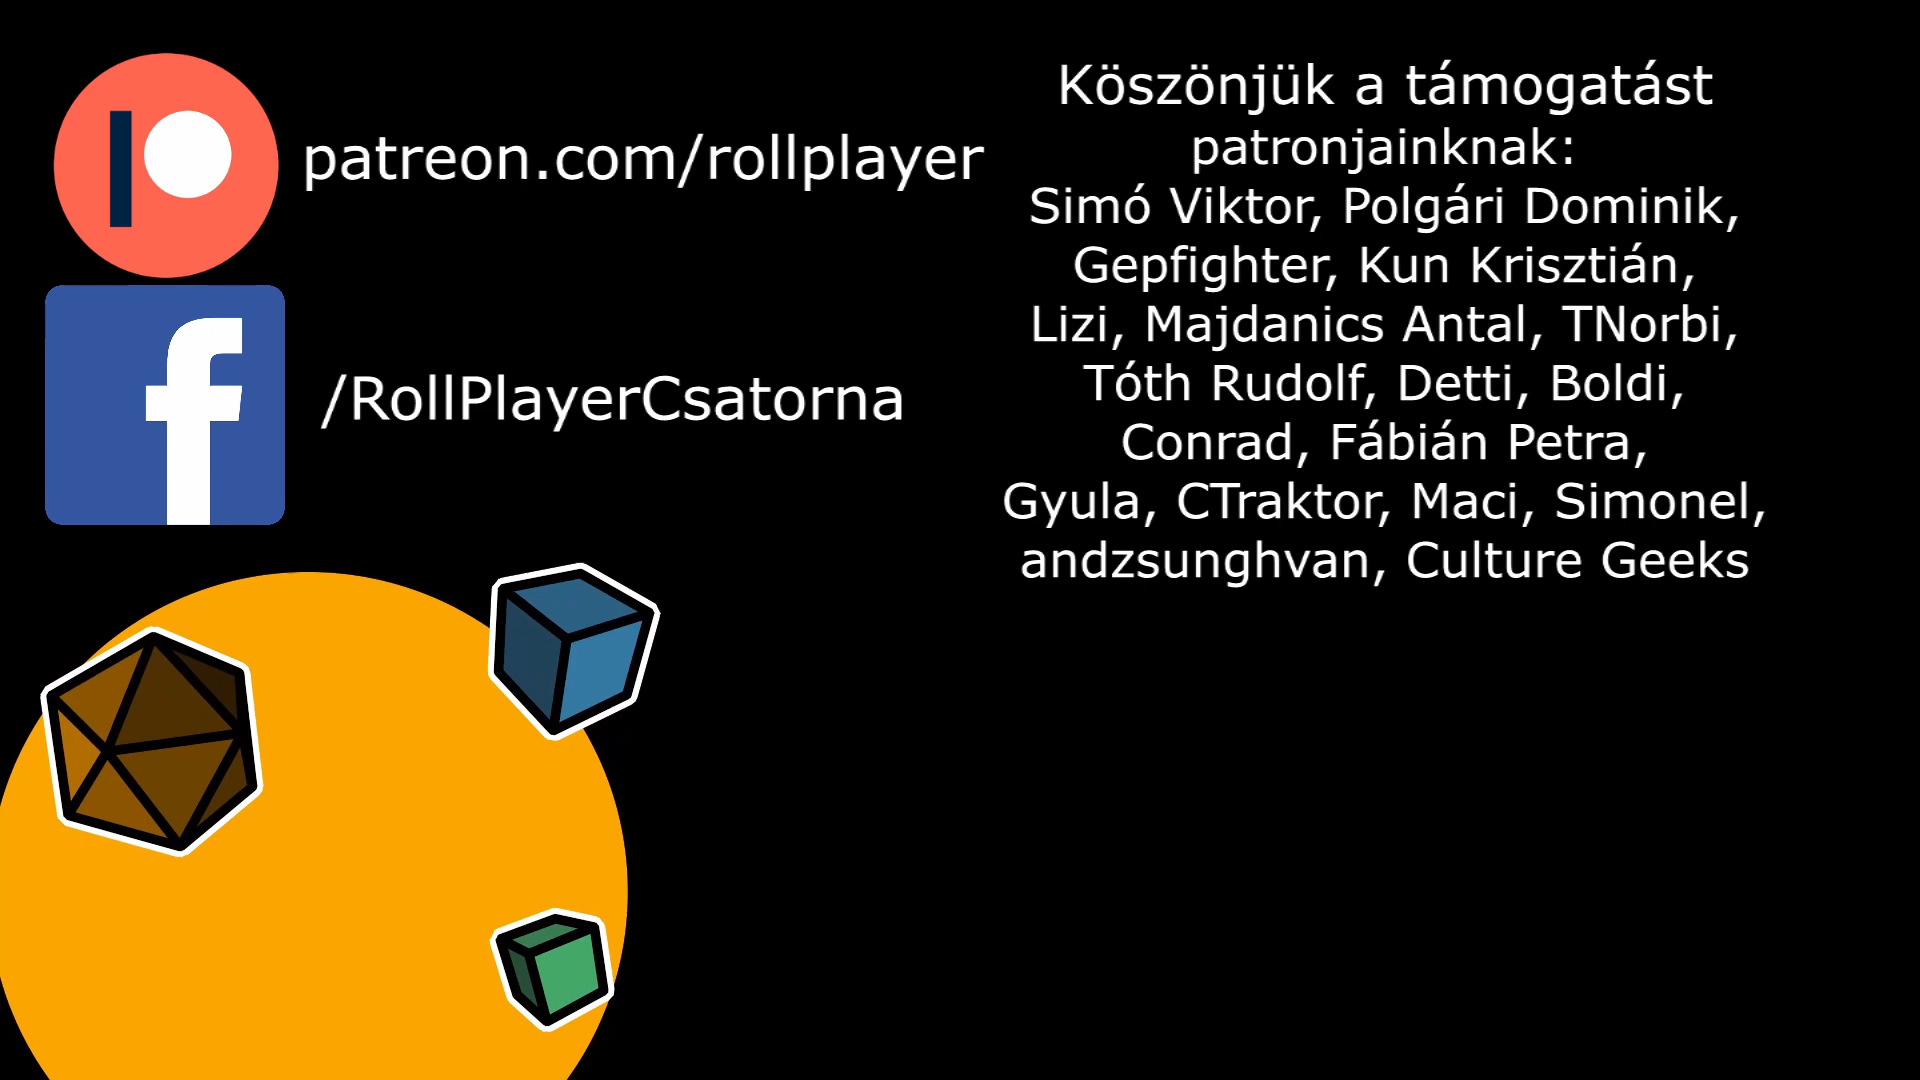 patreon.com/rollplayer
/RollPlayerCsatorna
Köszönjük a támogatást
patronjainknak:
Simó Viktor, Polgári Dominik,
Gepfighter, Kun Krisztián,
Lizi, Majdanics Antal, TNorbi,
Tóth Rudolf, Detti, Boldi,
Conrad, Fábián Petra,
Gyula, CTraktor, Maci, Simonel,
andzsunghvan, Culture Geeks